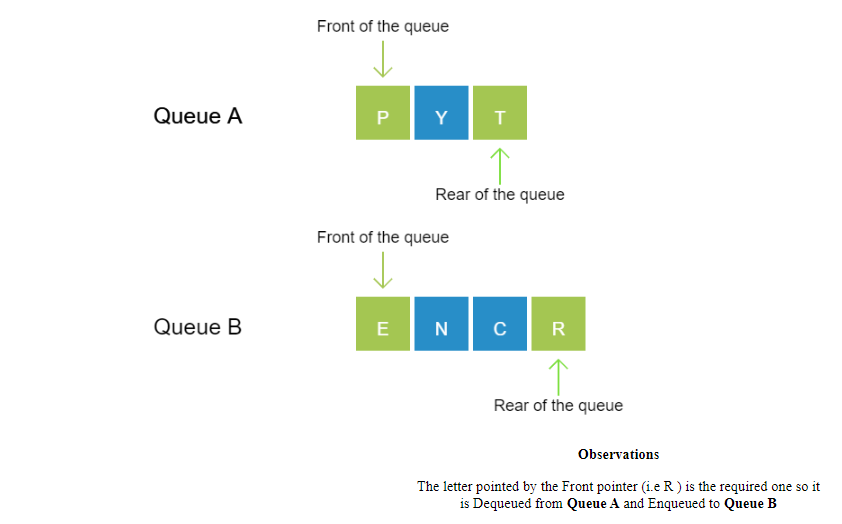 Front of the queue
Queue A
P Y T
Rear of the queue
Front of the queue
Queue B
E N C R
Rear of the queue
Observations
The letter pointed by the Front pointer (i.e R ) is the required one so it
is Dequeued from Queue A and Enqueued to Queue B